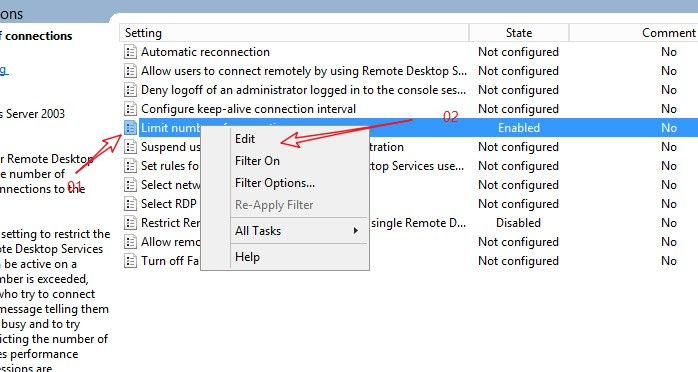 ons
f connections
Setting State Comment
Automatic reconnection Not configured No
Allow users to connect remotely by using Remote Desktop S... Not configured No
Deny logoff of an administrator logged in to the console ses... Not configured No
Configure keep-alive connection interval Not configured No
Limit number Enabled No
02
Suspend us ration Not configured No
Set rules fo Desktop Services use... Not configured No
Select netw Not configured No
Select RDP Not configured No
Restrict Rem single Remote D... Disabled No
Allow remo Not configured No
Turn off Fa Not configured No
Edit
Filter On
Filter Options...
Re-Apply Filter
All Tasks
Help
s Server 2003
r Remote Desktop
e number of
01
nnections to the
setting to restrict the
te Desktop Services
n be active on a
mber is exceeded,
who try to connect
message telling them
busy and to try
icting the number of
es performance
essions are